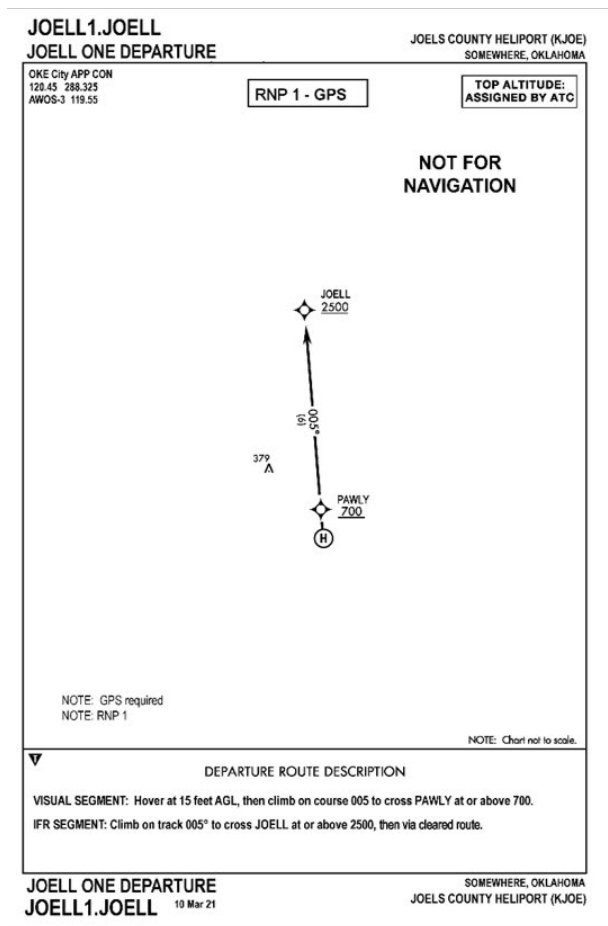 JOELL1.JOELL
JOELL ONE DEPARTURE
JOELS COUNTY HELIPORT (KJOE)
SOMEWHERE, OKLAHOMA
OKE City APP CON
120.45 288.325
AWOS-3 119.55
RNP 1 - GPS
TOP ALTITUDE:
ASSIGNED BY ATC
NOT FOR
NAVIGATION
JOELL
2500
005°
(6)
379
PAWLY
700
H
NOTE: GPS required
NOTE: RNP 1
NOTE: Chart not to scale.
T
DEPARTURE ROUTE DESCRIPTION
VISUAL SEGMENT: Hover at 15 feet AGL, then climb on course 005 to cross PAWLY at or above 700.
IFR SEGMENT: Climb on track 005° to cross JOELL at or above 2500, then via cleared route.
JOELL ONE DEPARTURE
JOELL1.JOELL 10 Mar 21
SOMEWHERE, OKLAHOMA
JOELS COUNTY HELIPORT (KJOE)